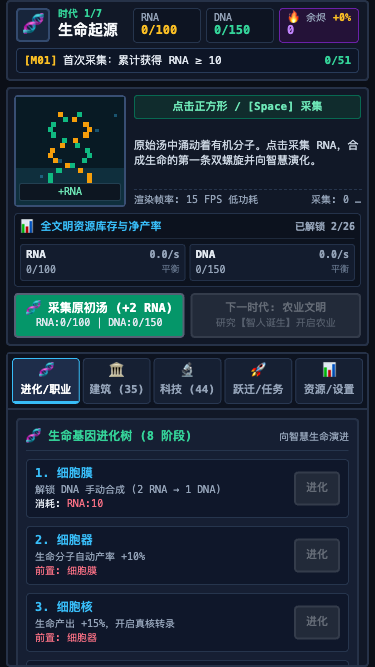 时代 1/7
生命起源
RNA
0/100
DNA
0/150
🔥 余烬 +0%
0
[M01] 首次采集: 累计获得 RNA ≥ 10
0/51
+RNA
点击正方形 / [Space] 采集
原始汤中涌动着有机分子。点击采集 RNA，合成生命的第一条双螺旋并向智慧演化。
渲染帧率: 15 FPS 低功耗
采集: 0 …
📊 全文明资源库存与净产率
已解锁 2/26
RNA
0.0/s
0/100
平衡
DNA
0.0/s
0/150
平衡
🧬 采集原初汤 (+2 RNA)
RNA:0/100 | DNA:0/150
下一时代: 农业文明
研究【智人诞生】开启农业
🧬
进化/职业
🏛️
建筑 (35)
🔬
科技 (44)
🚀
跃迁/任务
📊
资源/设置
🧬 生命基因进化树 (8 阶段)
向智慧生命演进
1. 细胞膜
解锁 DNA 手动合成 (2 RNA → 1 DNA)
消耗: RNA:10
进化
2. 细胞器
生命分子自动产率 +10%
前置: 细胞膜
进化
3. 细胞核
生命产出 +15%，开启真核转录
前置: 细胞器
进化